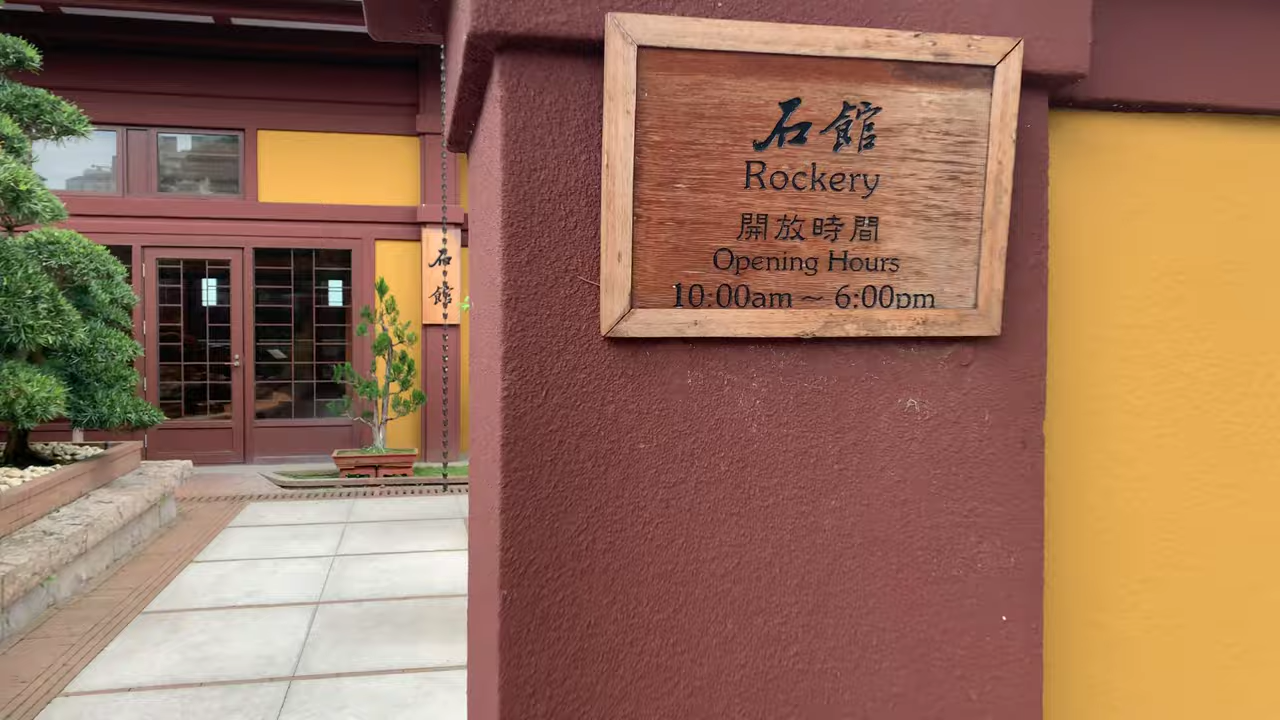 石館
Rockery
開放時間
Opening Hours
10:00am ~ 6:00pm
石
館